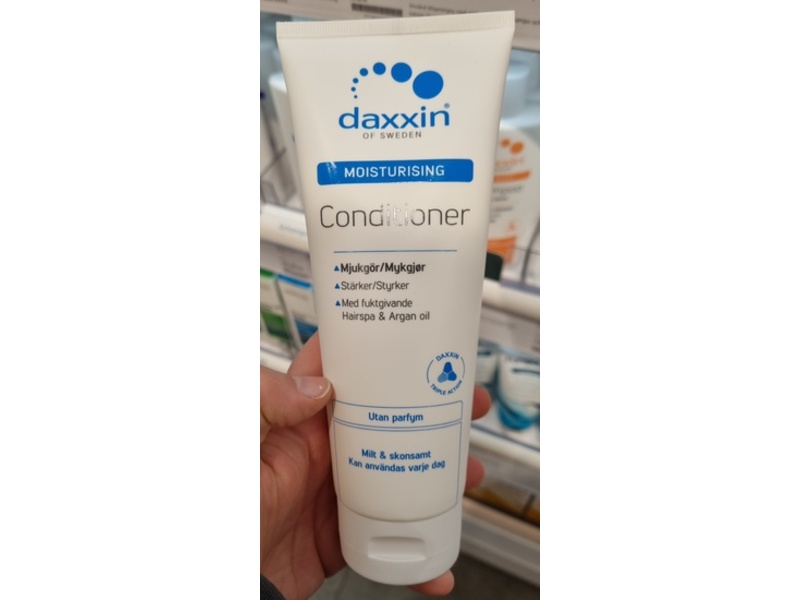 daxxin®
OF SWEDEN
MOISTURISING
Conditioner
Mjukgör/Mykgjør
Stärker/Styrker
Med fuktgivande
Hairspa & Argan oil
DAXXIN
TRIPLE ACTION
Utan parfym
Milt & skonsamt
Kan användas varje dag